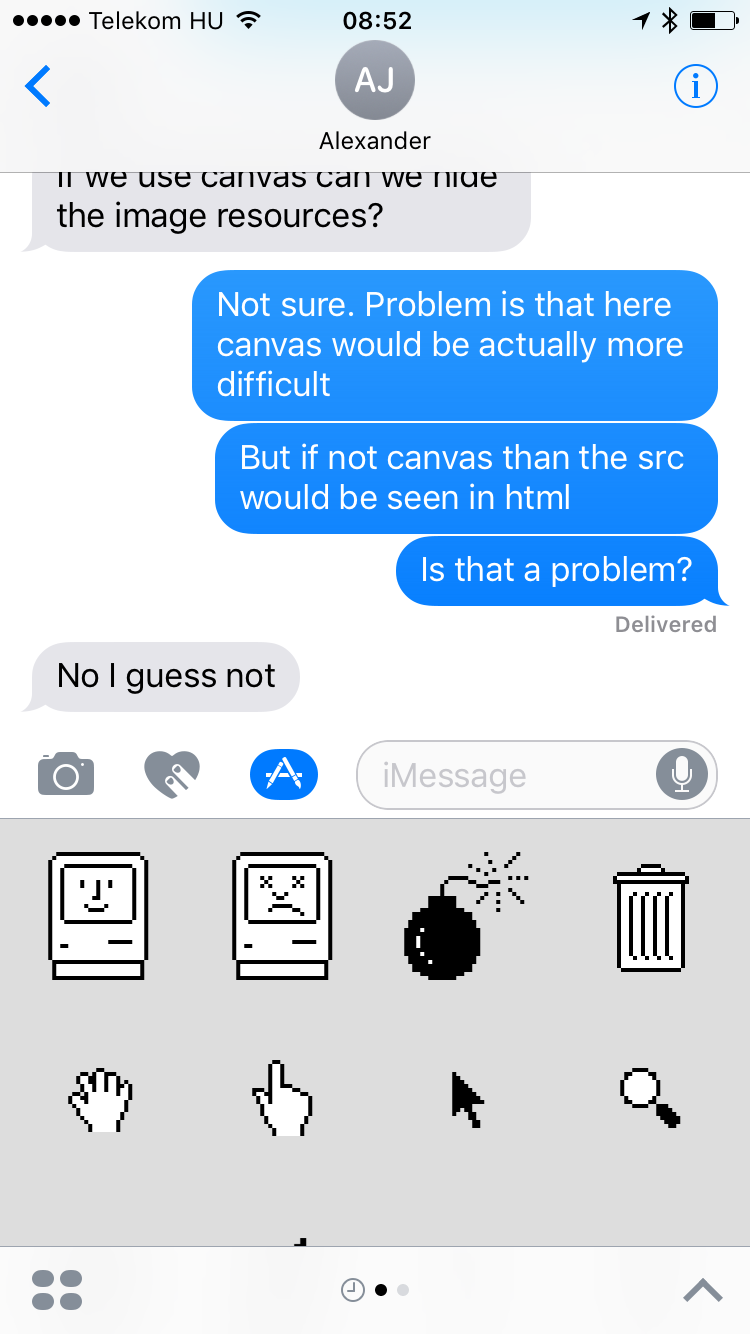 Telekom HU 08:52
AJ
i
Alexander
If we use canvas can we hide
the image resources?
Not sure. Problem is that here
canvas would be actually more
difficult
But if not canvas than the src
would be seen in html
Is that a problem?
Delivered
No I guess not
iMessage